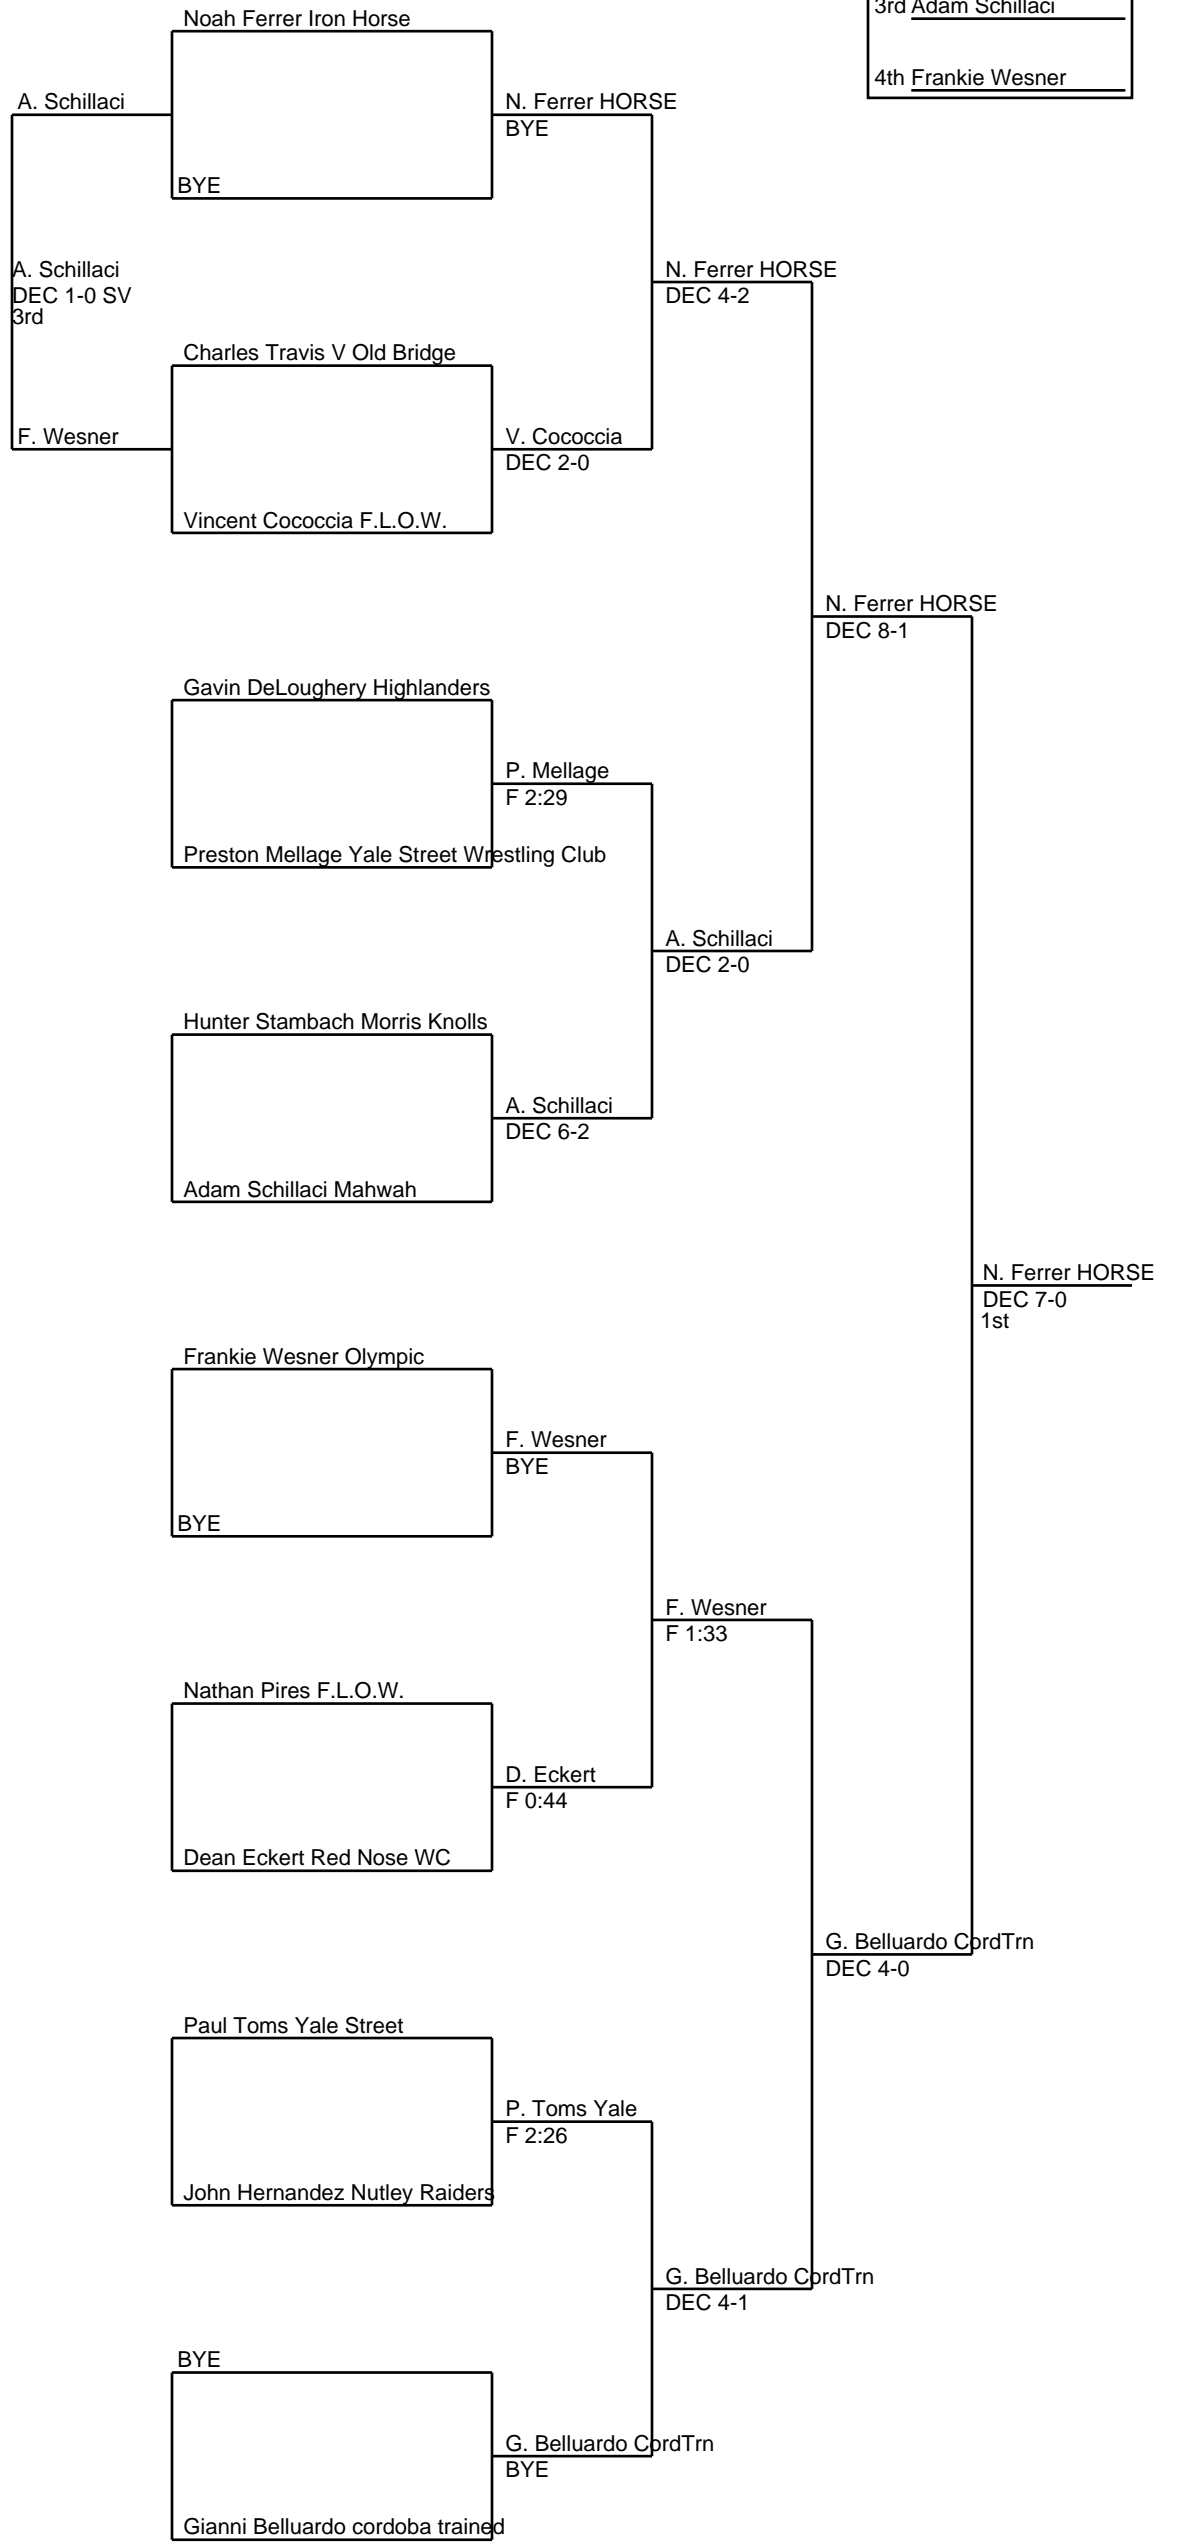 Noah Ferrer Iron Horse
3rd Adam Schillaci
4th Frankie Wesner
A. Schillaci
N. Ferrer HORSE
BYE
BYE
A. Schillaci
DEC 1-0 SV
3rd
N. Ferrer HORSE
DEC 4-2
Charles Travis V Old Bridge
F. Wesner
V. Cococcia
DEC 2-0
Vincent Cococcia F.L.O.W.
N. Ferrer HORSE
DEC 8-1
Gavin DeLoughery Highlanders
P. Mellage
F 2:29
Preston Mellage Yale Street Wrestling Club
A. Schillaci
DEC 2-0
Hunter Stambach Morris Knolls
A. Schillaci
DEC 6-2
Adam Schillaci Mahwah
N. Ferrer HORSE
DEC 7-0
1st
Frankie Wesner Olympic
F. Wesner
BYE
BYE
F. Wesner
F 1:33
Nathan Pires F.L.O.W.
D. Eckert
F 0:44
Dean Eckert Red Nose WC
G. Belluardo CordTrn
DEC 4-0
Paul Toms Yale Street
P. Toms Yale
F 2:26
John Hernandez Nutley Raiders
G. Belluardo CordTrn
DEC 4-1
BYE
G. Belluardo CordTrn
BYE
Gianni Belluardo cordoba trained